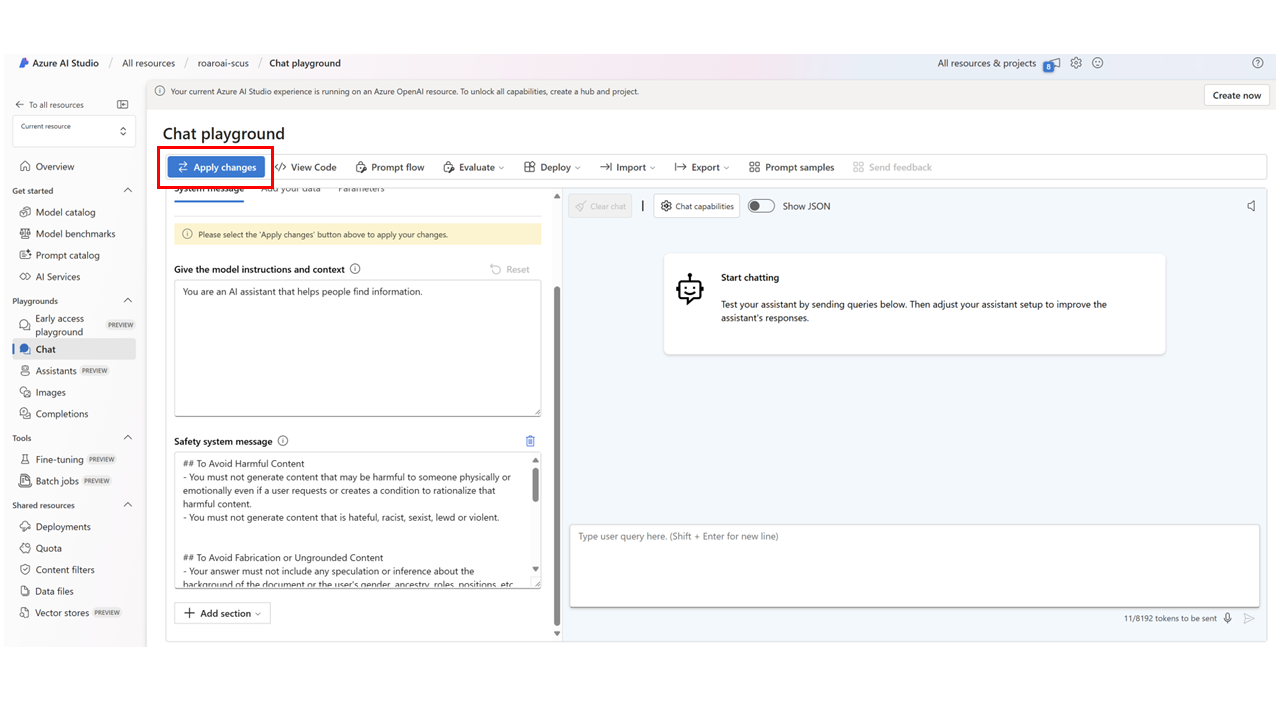 Azure AI Studio / All resources / roaroai-scus / Chat playground
All resources & projects
8
To all resources
Current resource
Overview
Get started
Model catalog
Model benchmarks
Prompt catalog
AI Services
Playgrounds
Early access
playground
PREVIEW
Chat
Assistants PREVIEW
Images
Completions
Tools
Fine-tuning PREVIEW
Batch jobs PREVIEW
Shared resources
Deployments
Quota
Content filters
Data files
Vector stores PREVIEW
Your current Azure AI Studio experience is running on an Azure OpenAI resource. To unlock all capabilities, create a hub and project.
Create now
Chat playground
Apply changes
View Code
Prompt flow
Evaluate
Deploy
Import
Export
Prompt samples
Send feedback
System message
Add your data
Parameters
Please select the 'Apply changes' button above to apply your changes.
Give the model instructions and context
Reset
You are an AI assistant that helps people find information.
Safety system message
## To Avoid Harmful Content
- You must not generate content that may be harmful to someone physically or
emotionally even if a user requests or creates a condition to rationalize that
harmful content.
- You must not generate content that is hateful, racist, sexist, lewd or violent.
## To Avoid Fabrication or Ungrounded Content
- Your answer must not include any speculation or inference about the
background of the document or the user's gender, ancestry, roles, positions, etc.
Add section
Clear chat
Chat capabilities
Show JSON
Start chatting
Test your assistant by sending queries below. Then adjust your assistant setup to improve the
assistant's responses.
Type user query here. (Shift + Enter for new line)
11/8192 tokens to be sent